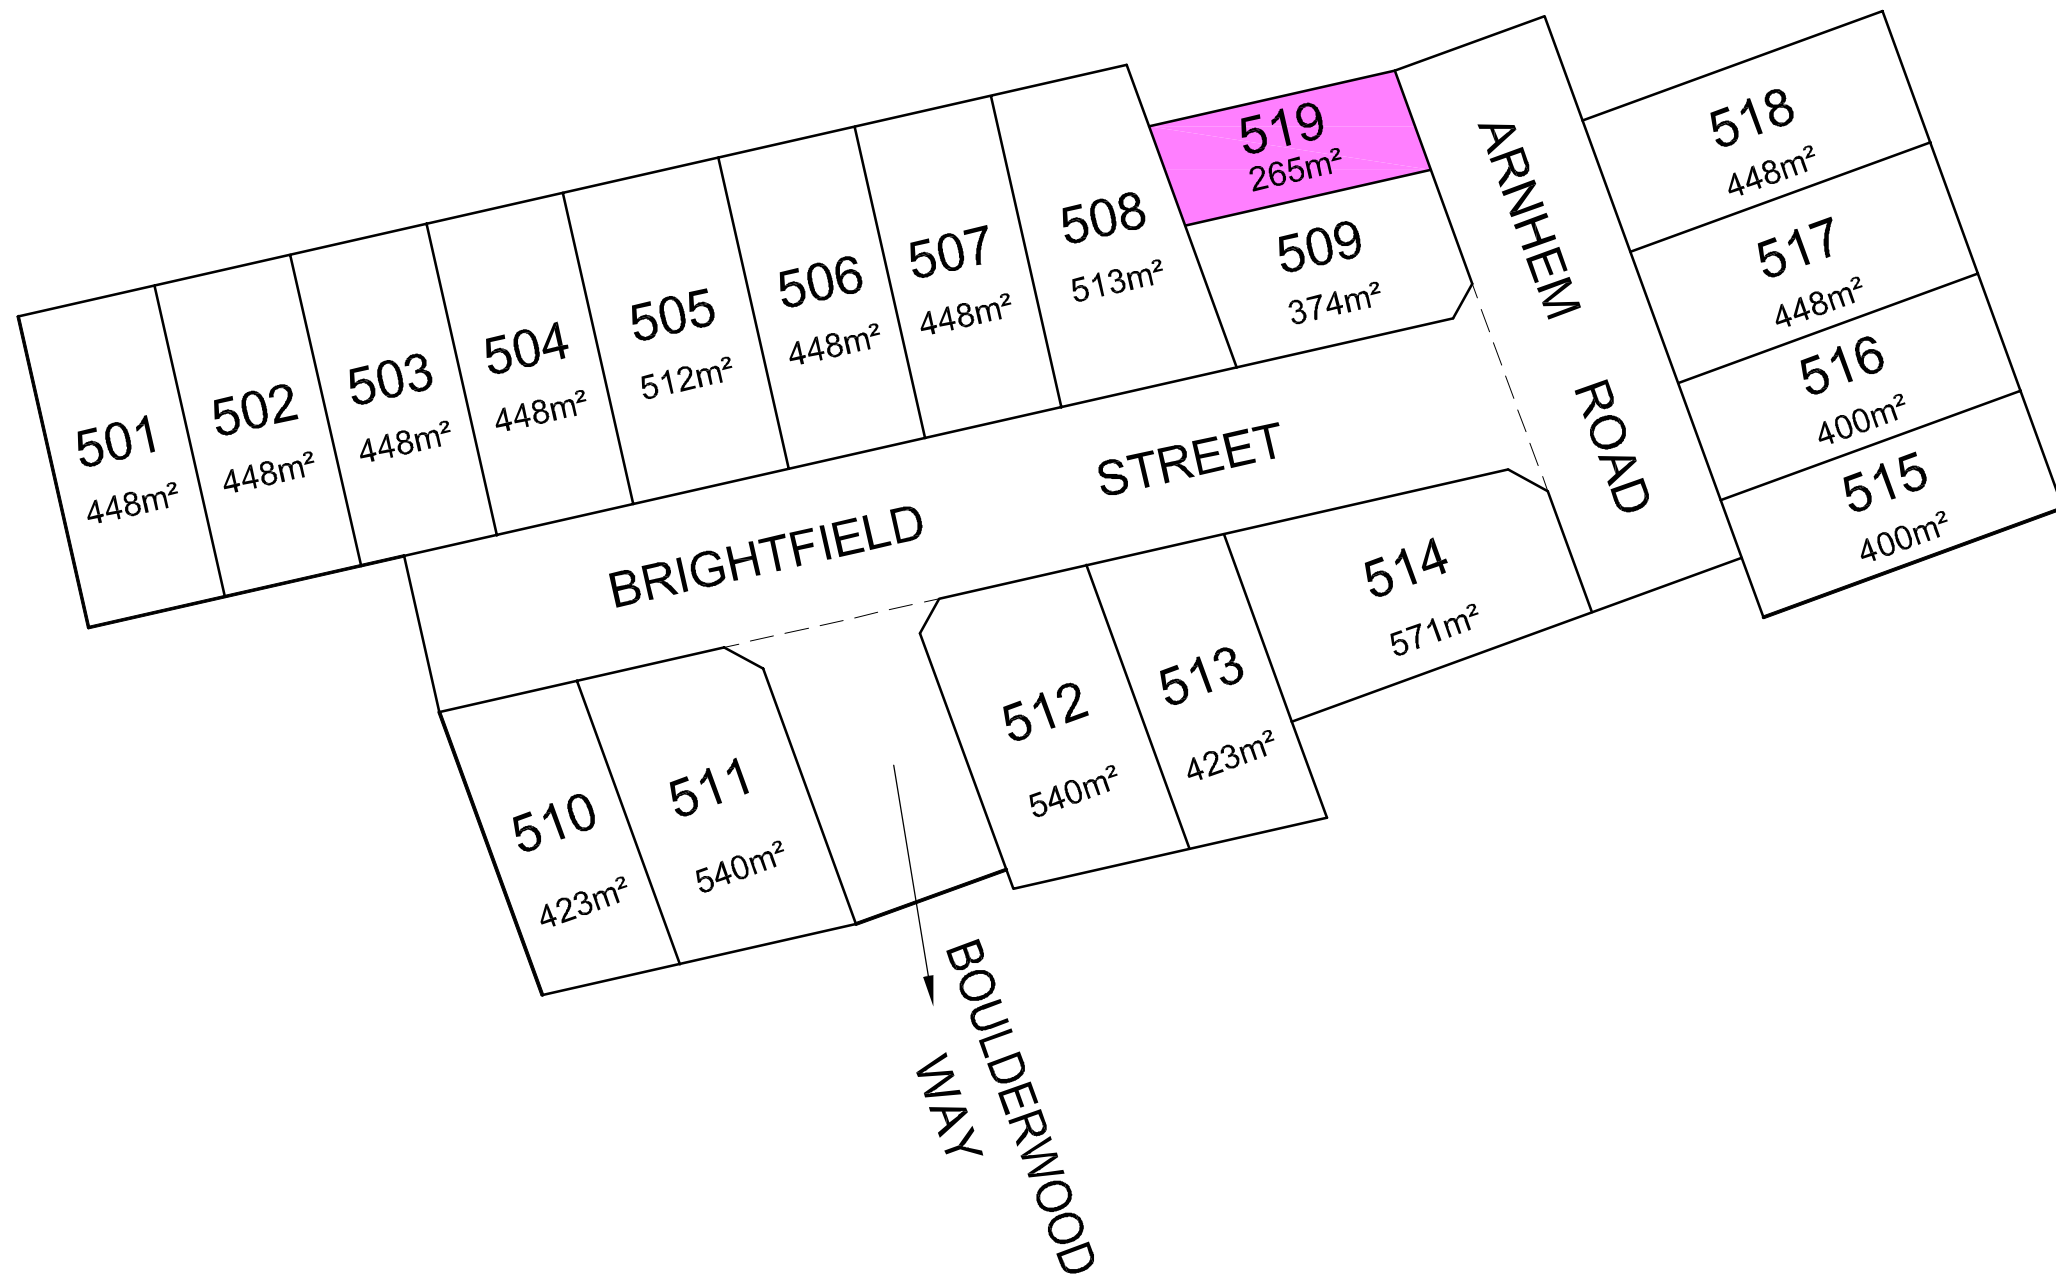 501
448m²
502
448m²
503
448m²
504
448m²
505
512m²
506
448m²
507
448m²
508
513m²
519
265m²
509
374m²
ARNHEM ROAD
518
448m²
517
448m²
516
400m²
515
400m²
BRIGHTFIELD STREET
510
423m²
511
540m²
512
540m²
513
423m²
514
571m²
BOULDERWOOD
WAY